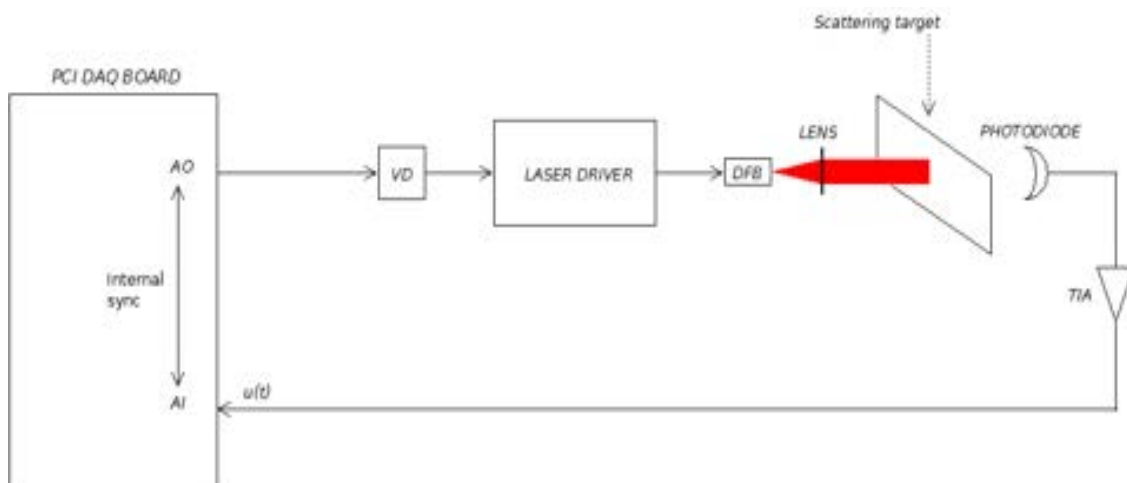 Scattering target
PCI DAQ BOARD
LENS
PHOTODIODE
AO
VD
LASER DRIVER
DFB
Internal
sync
TIA
AI
u(t)